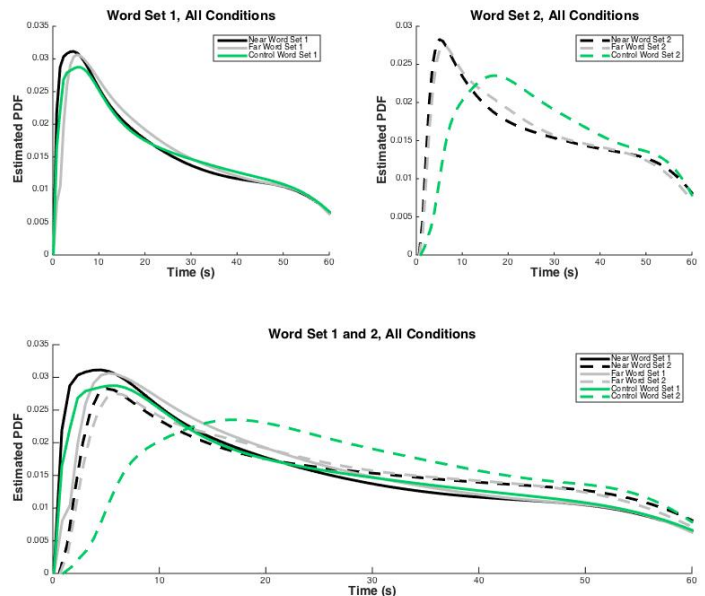 Word Set 1, All Conditions
0.035
0.03
0.025
0.02
0.015
0.01
0.005
0
Estimated PDF
Near Word Set 1
Far Word Set 1
Control Word Set 1
0 10 20 30 40 50 60
Time (s)
Word Set 2, All Conditions
0.03
0.025
0.02
0.015
0.01
0.005
0
Estimated PDF
Near Word Set 2
Far Word Set 2
Control Word Set 2
0 10 20 30 40 50 60
Time (s)
Word Set 1 and 2, All Conditions
0.035
0.03
0.025
0.02
0.015
0.01
0.005
0
Estimated PDF
Near Word Set 1
Near Word Set 2
Far Word Set 1
Far Word Set 2
Control Word Set 1
Control Word Set 2
0 10 20 30 40 50 60
Time (s)